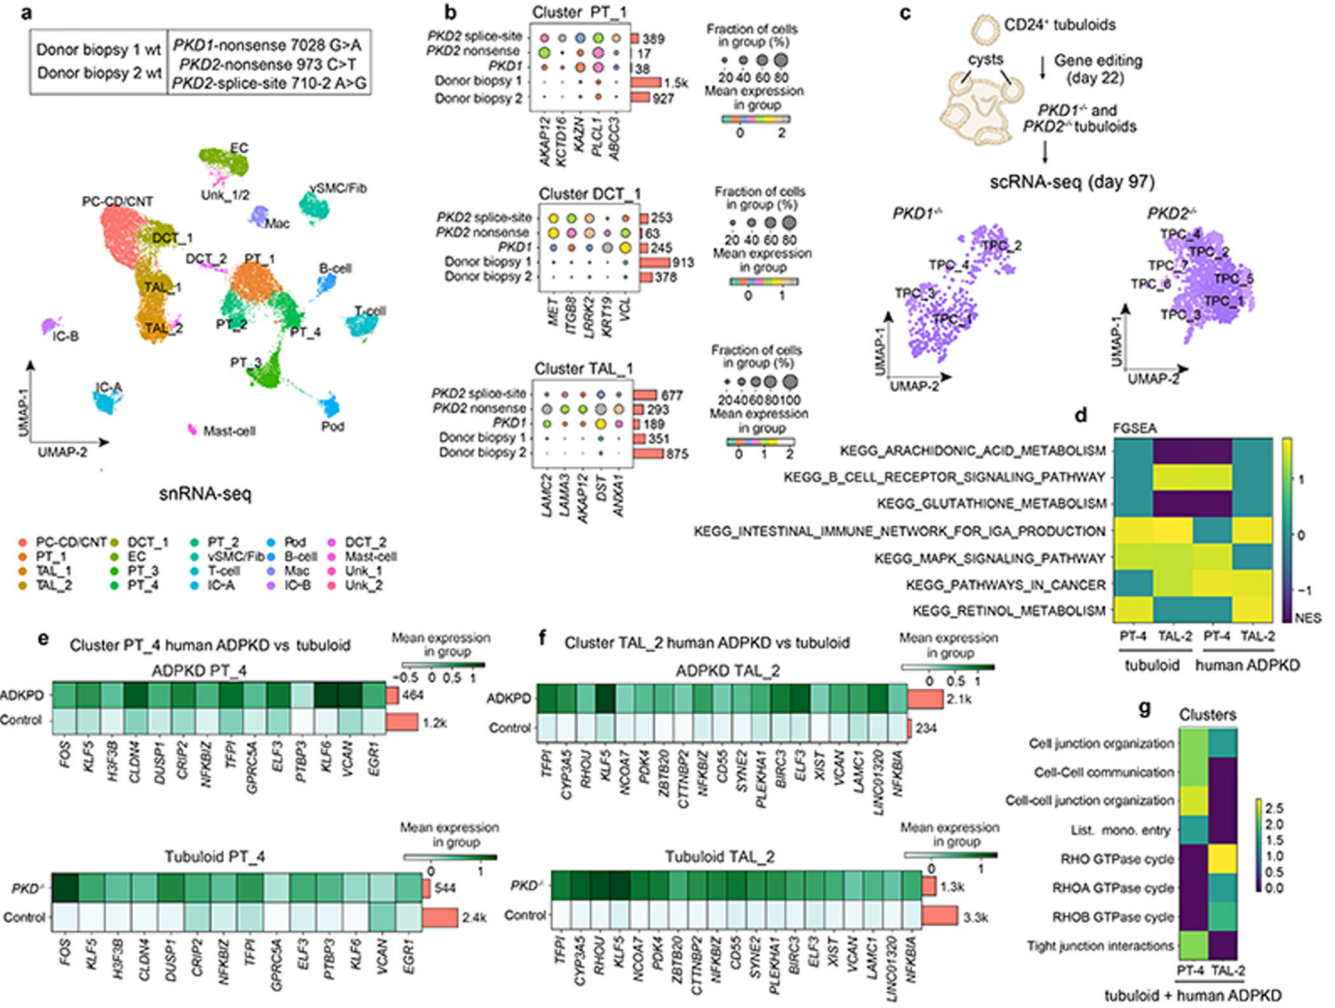 a
Donor biopsy 1 wt
Donor biopsy 2 wt
PKD1-nonsense 7028 G>A
PKD2-nonsense 973 C>T
PKD2-splice-site 710-2 A>G
EC
Unk_1/2
vSMC/Fib
PC-CD/CNT
Mac
DCT_1
DCT_2
PT_1
B-cell
TAL_1
T-cell
PT_2
TAL_2
PT_4
IC-B
PT_3
IC-A
Pod
Mast-cell
UMAP-1
UMAP-2
snRNA-seq
PC-CD/CNT
DCT_1
PT_2
Pod
DCT_2
PT_1
EC
vSMC/Fib
B-cell
Mast-cell
TAL_1
PT_3
T-cell
Mac
Unk_1
TAL_2
PT_4
IC-A
IC-B
Unk_2
b
Cluster PT_1
PKD2 splice-site
389
PKD2 nonsense
17
PKD1
38
Donor biopsy 1
1.5k
Donor biopsy 2
927
AKAP12
KCTD16
KAZN
PLCL1
ABCC3
Fraction of cells
in group (%)
20 40 60 80
Mean expression
in group
0 2
Cluster DCT_1
PKD2 splice-site
253
PKD2 nonsense
63
PKD1
245
Donor biopsy 1
913
Donor biopsy 2
378
MET
ITGB8
LRRK2
KRT19
VCL
Fraction of cells
in group (%)
20 40 60 80
Mean expression
in group
0 1
Cluster TAL_1
PKD2 splice-site
677
PKD2 nonsense
293
PKD1
189
Donor biopsy 1
351
Donor biopsy 2
875
LAMC2
LAMA3
AKAP12
DST
ANXA1
Fraction of cells
in group (%)
20 40 60 80100
Mean expression
in group
0 1 2
c
CD24+ tubuloids
cysts
Gene editing
(day 22)
PKD1-/- and
PKD2-/- tubuloids
scRNA-seq (day 97)
PKD1-/-
TPC_2
TPC_4
TPC_3
TPC_1
UMAP-1
UMAP-2
PKD2-/-
TPC_4
TPC_2
TPC_7
TPC_5
TPC_6
TPC_1
TPC_3
UMAP-1
UMAP-2
d
FGSEA
KEGG_ARACHIDONIC_ACID_METABOLISM
KEGG_B_CELL_RECEPTOR_SIGNALING_PATHWAY
KEGG_GLUTATHIONE_METABOLISM
KEGG_INTESTINAL_IMMUNE_NETWORK_FOR_IGA_PRODUCTION
KEGG_MAPK_SIGNALING_PATHWAY
KEGG_PATHWAYS_IN_CANCER
KEGG_RETINOL_METABOLISM
1
0
−1
NES
PT-4 TAL-2 PT-4 TAL-2
tubuloid human ADPKD
e
Cluster PT_4 human ADPKD vs tubuloid
Mean expression
in group
−0.5 0 0.5 1
ADPKD PT_4
ADKPD
464
Control
1.2k
FOS
KLF5
H3F3B
CLDN4
DUSP1
CRIP2
NFKBIZ
TFPI
GPRC5A
ELF3
PTBP3
KLF6
VCAN
EGR1
Mean expression
in group
0 1
Tubuloid PT_4
PKD-/-
544
Control
2.4k
FOS
KLF5
H3F3B
CLDN4
DUSP1
CRIP2
NFKBIZ
TFPI
GPRC5A
ELF3
PTBP3
KLF6
VCAN
EGR1
f
Cluster TAL_2 human ADPKD vs tubuloid
Mean expression
in group
0 0.5 1
ADPKD TAL_2
ADKPD
2.1k
Control
234
TFPI
CYP3A5
RHOU
KLF5
NCOA7
PDK4
ZBTB20
CTTNBP2
NFKBIZ
CD55
SYNE2
PLEKHA1
BIRC3
ELF3
XIST
VCAN
LAMC1
LINC01320
NFKBIA
Mean expression
in group
0 1
Tubuloid TAL_2
PKD-/-
1.3k
Control
3.3k
TFPI
CYP3A5
RHOU
KLF5
NCOA7
PDK4
ZBTB20
CTTNBP2
NFKBIZ
CD55
SYNE2
PLEKHA1
BIRC3
ELF3
XIST
VCAN
LAMC1
LINC01320
NFKBIA
g
Clusters
Cell junction organization
Cell-Cell communication
Cell-cell junction organization
List. mono. entry
RHO GTPase cycle
RHOA GTPase cycle
RHOB GTPase cycle
Tight junction interactions
2.5
2.0
1.5
1.0
0.5
0.0
PT-4 TAL-2
tubuloid + human ADPKD